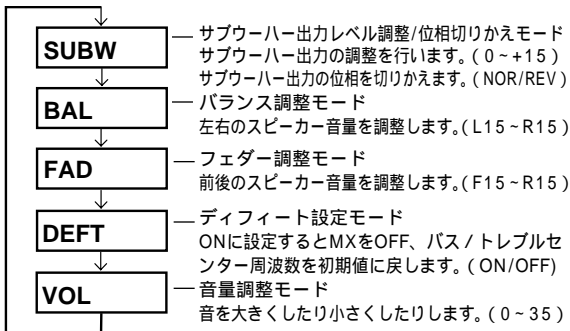 SUBW
サブウーハー出力レベル調整/位相切りかえモード
サブウーハー出力の調整を行います。(0~+15)
サブウーハー出力の位相を切りかえます。(NOR/REV)
BAL
バランス調整モード
左右のスピーカー音量を調整します。(L15~R15)
FAD
フェダー調整モード
前後のスピーカー音量を調整します。(F15~R15)
DEFT
ディフィート設定モード
ONに設定するとMXをOFF、バス/トレブルセ
ンター周波数を初期値に戻します。(ON/OFF)
VOL
音量調整モード
音を大きくしたり小さくしたりします。(0~35)